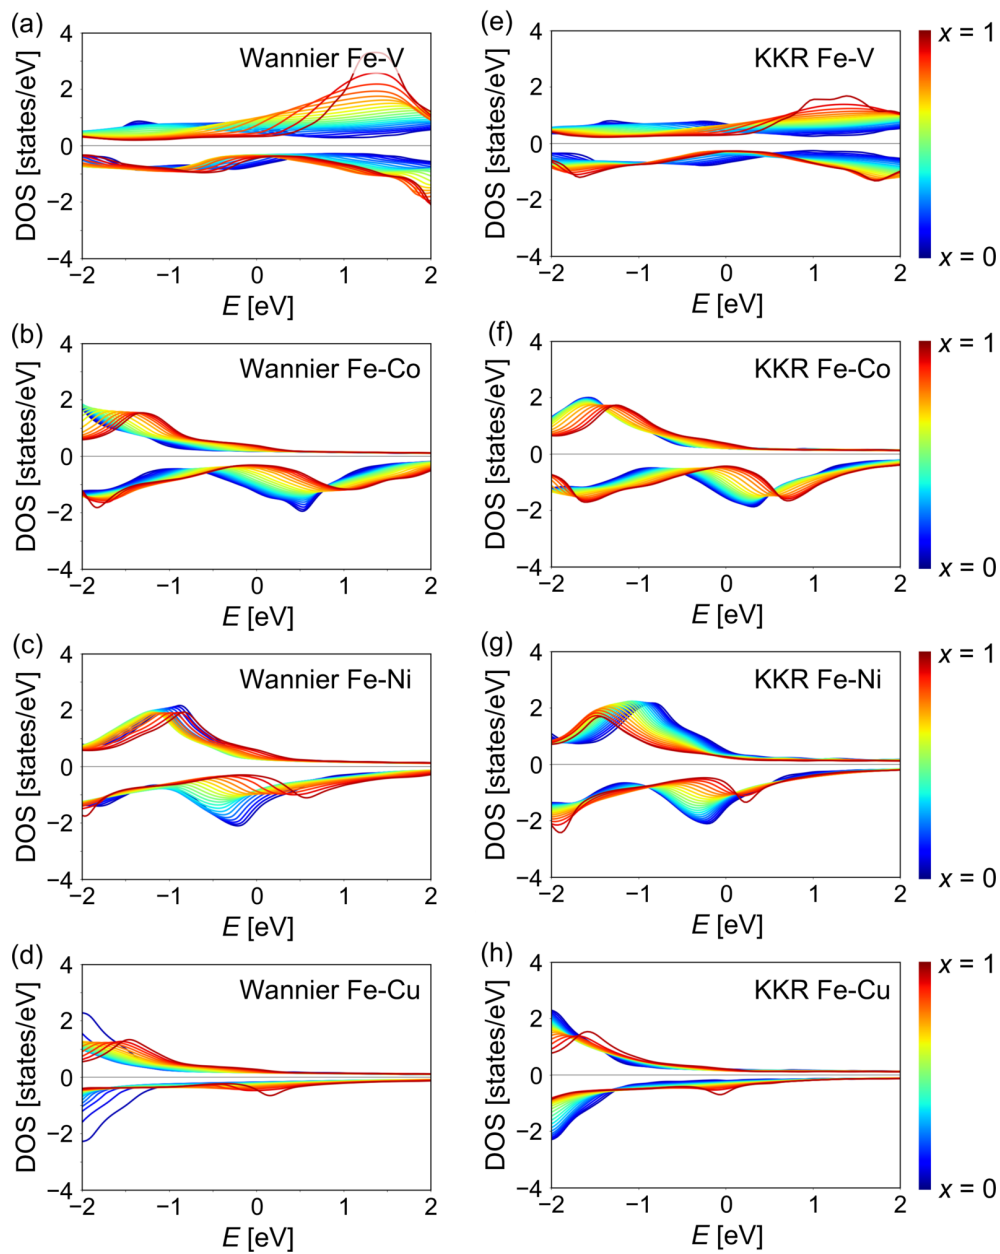 (a)
4
2
0
−2
−4
DOS [states/eV]
Wannier Fe-V
−2 −1 0 1 2
E [eV]
(e)
4
2
0
−2
−4
DOS [states/eV]
KKR Fe-V
−2 −1 0 1 2
E [eV]
x = 1
x = 0
(b)
4
2
0
−2
−4
DOS [states/eV]
Wannier Fe-Co
−2 −1 0 1 2
E [eV]
(f)
4
2
0
−2
−4
DOS [states/eV]
KKR Fe-Co
−2 −1 0 1 2
E [eV]
x = 1
x = 0
(c)
4
2
0
−2
−4
DOS [states/eV]
Wannier Fe-Ni
−2 −1 0 1 2
E [eV]
(g)
4
2
0
−2
−4
DOS [states/eV]
KKR Fe-Ni
−2 −1 0 1 2
E [eV]
x = 1
x = 0
(d)
4
2
0
−2
−4
DOS [states/eV]
Wannier Fe-Cu
−2 −1 0 1 2
E [eV]
(h)
4
2
0
−2
−4
DOS [states/eV]
KKR Fe-Cu
−2 −1 0 1 2
E [eV]
x = 1
x = 0